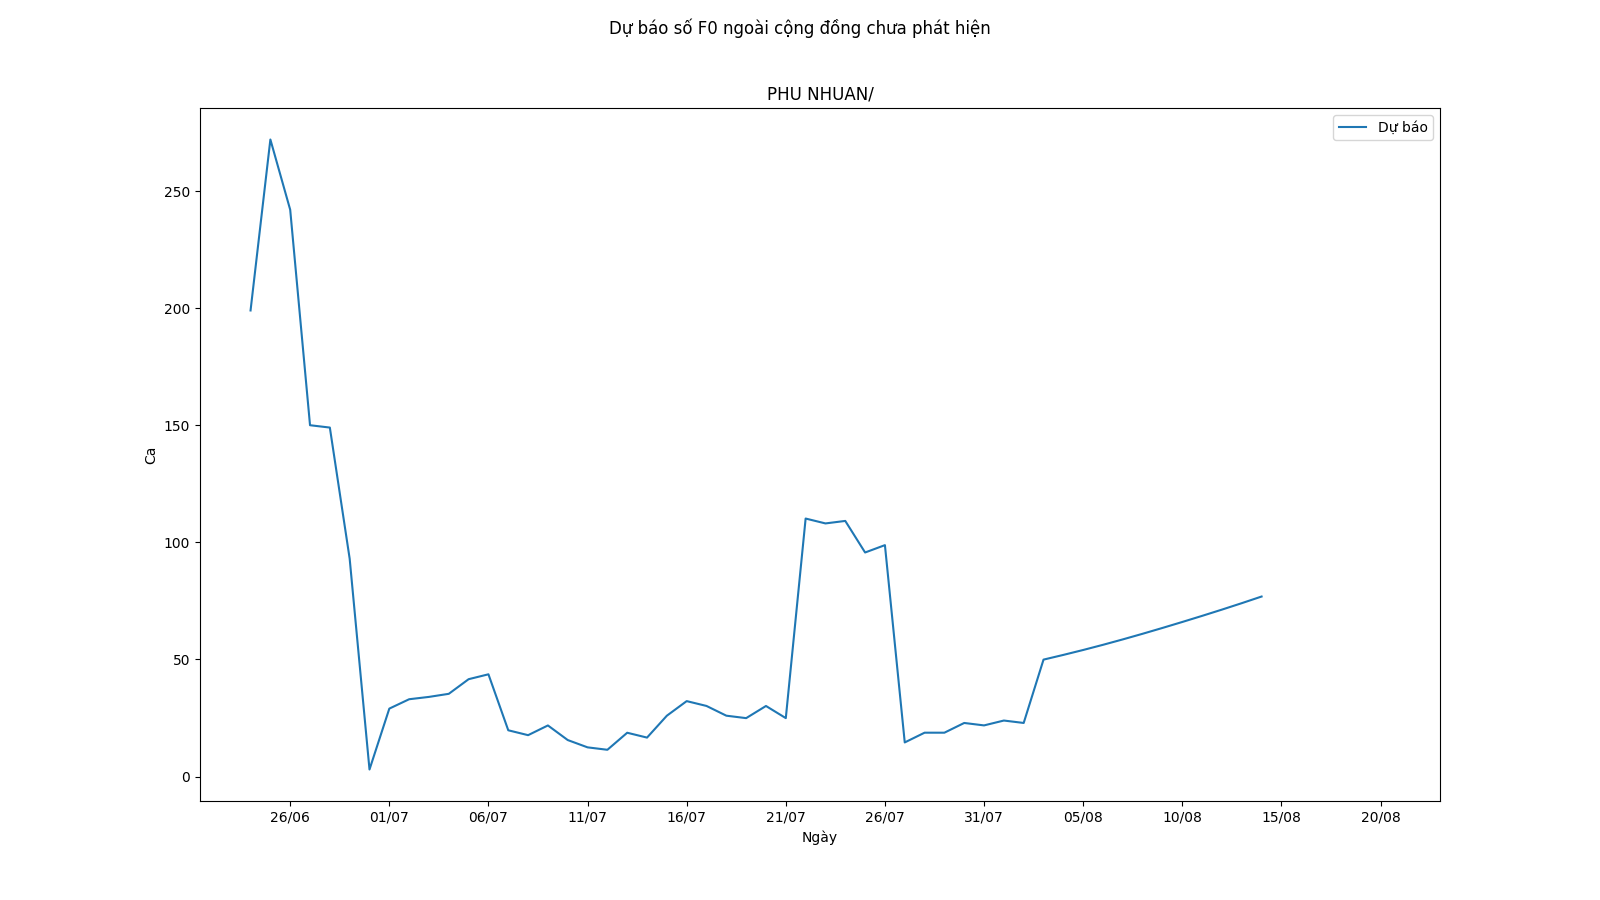 Dự báo số F0 ngoài cộng đồng chưa phát hiện
PHU NHUAN/
Dự báo
250
200
150
100
50
0
Ca
26/06 01/07 06/07 11/07 16/07 21/07 26/07 31/07 05/08 10/08 15/08 20/08
Ngày